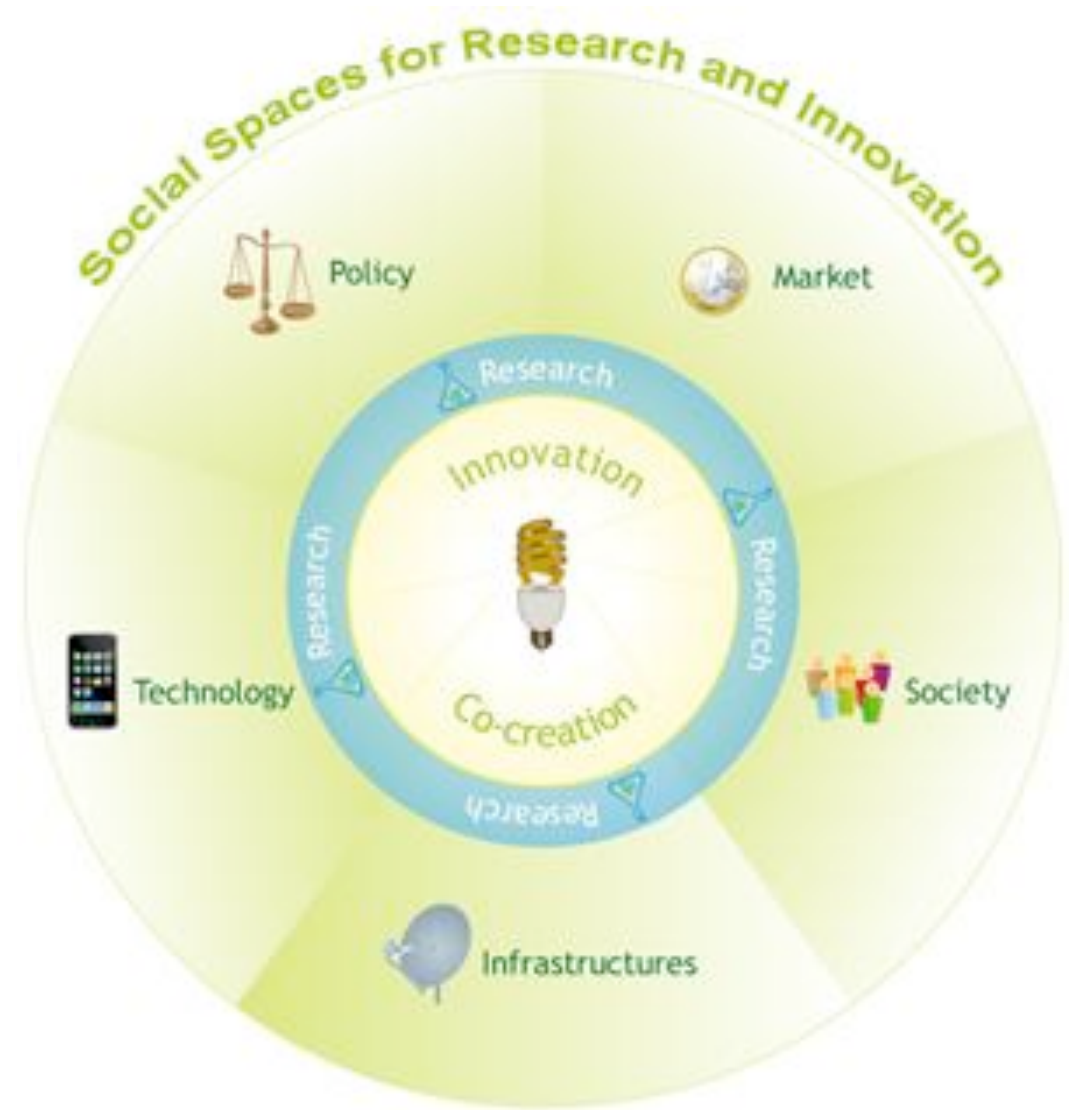 Social Spaces for Research and Innovation
Policy
Market
Research
Innovation
Research
Research
Technology
Society
Co-creation
Research
Infrastructures